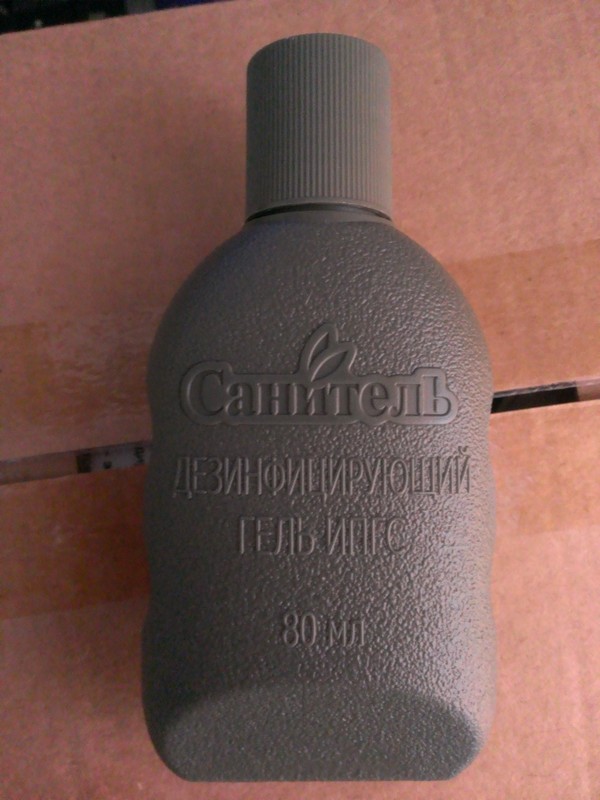 Санитель
ДЕЗИНФИЦИРУЮЩИЙ
ГЕЛЬ ИПГС
80 мл